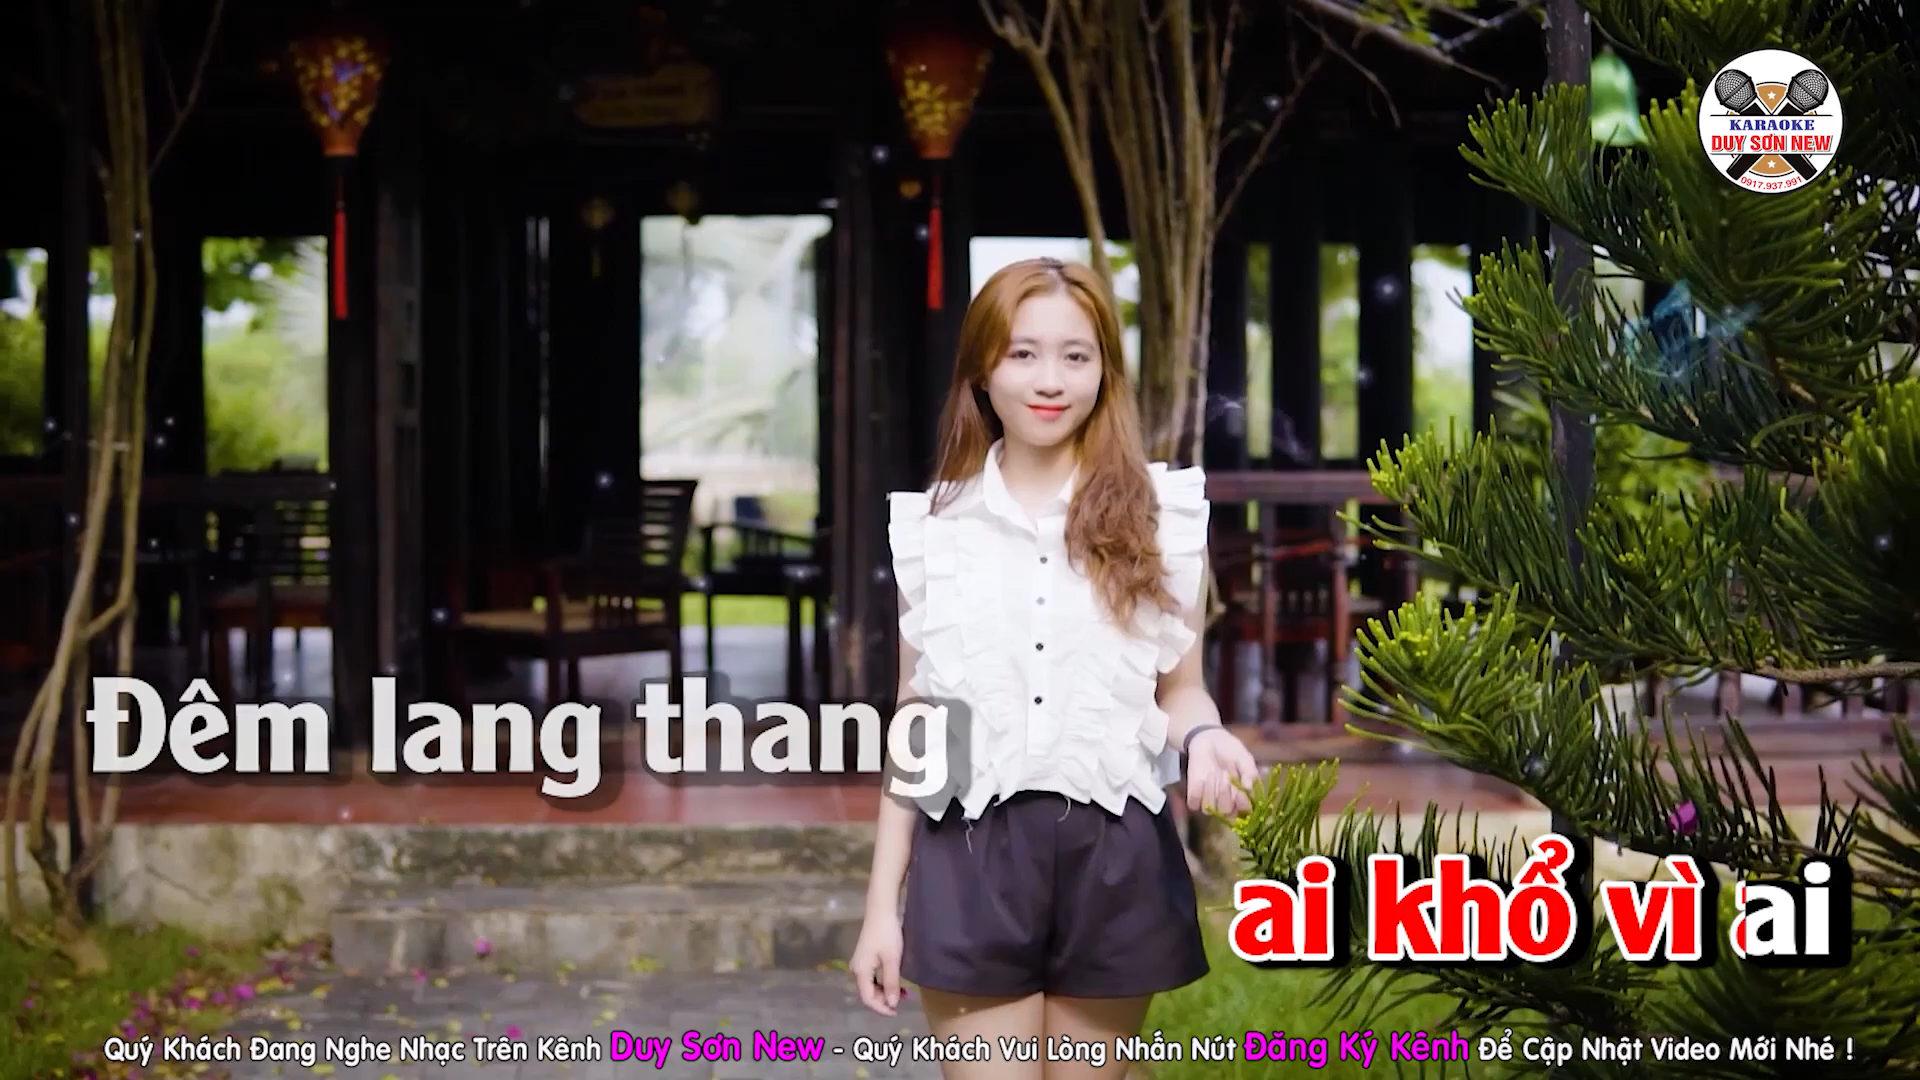 KARAOKE
DUY SƠN NEW
0917.937.991
Đêm lang thang
ai khổ vì ai
Quý Khách Đang Nghe Nhạc Trên Kênh Duy Sơn New - Quý Khách Vui Lòng Nhấn Nút Đăng Ký Kênh Để Cập Nhật Video Mới Nhé !